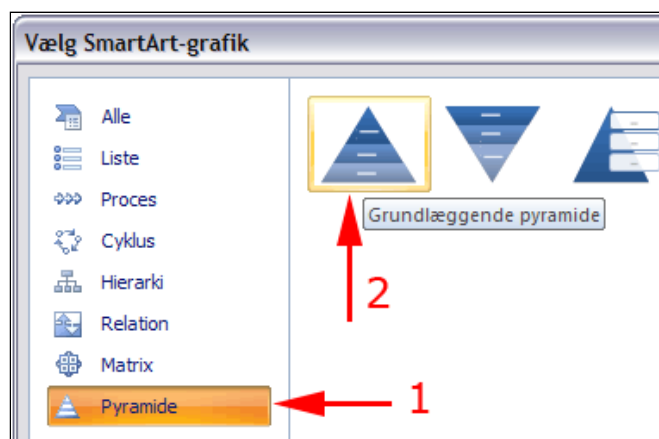 Vælg SmartArt-grafik
Alle
Liste
Proces
Cyklus
Hierarki
Relation
Matrix
Pyramide
Grundlæggende pyramide
2
1